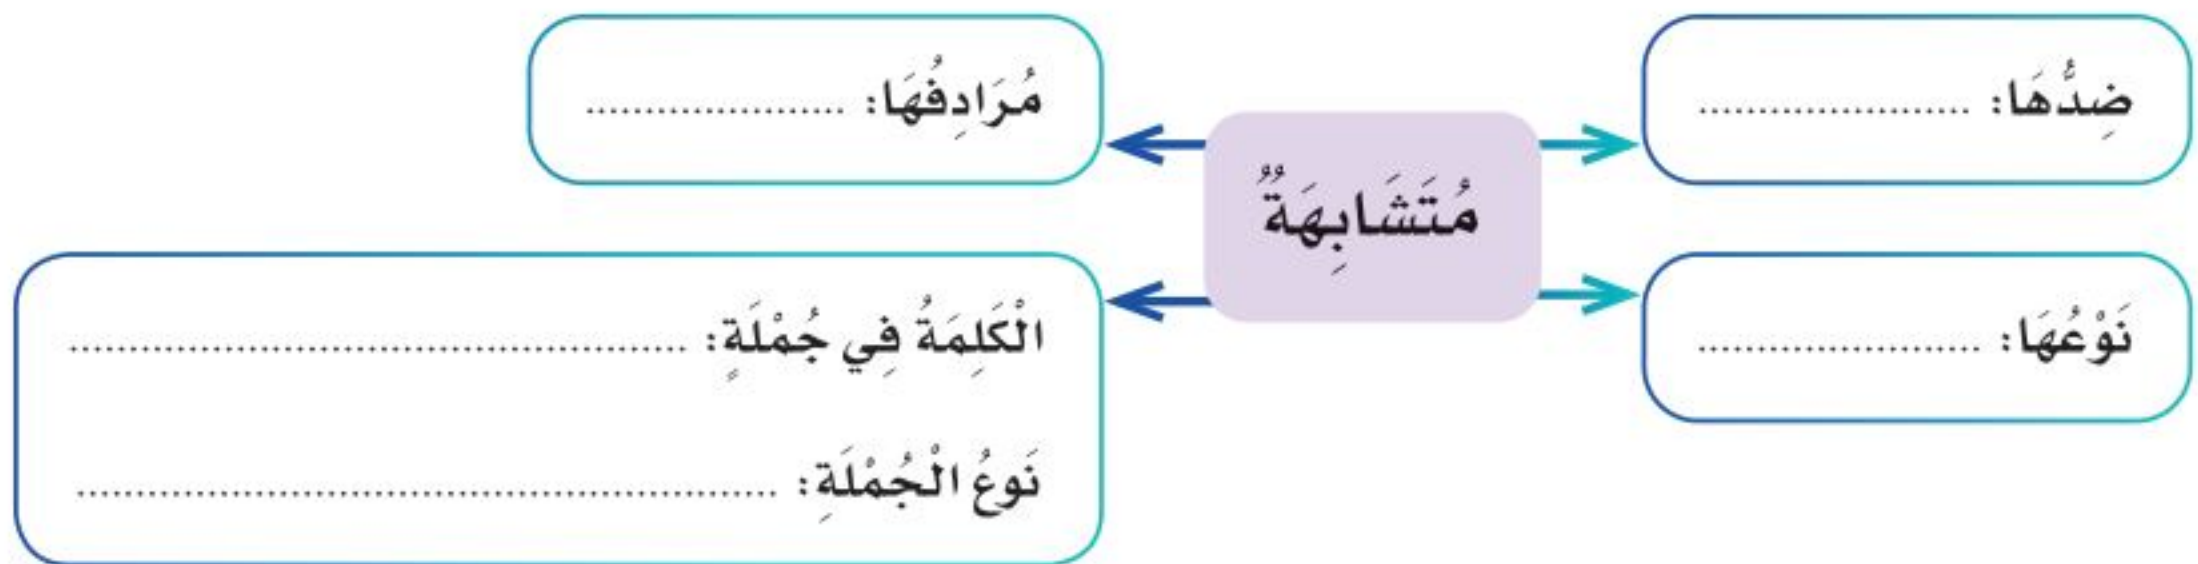 ضِدُّهَا: ......................
مُرَادِفُهَا: ......................
مُتَشَابِهَةٌ
نَوْعُهَا: ......................
الْكَلِمَةُ فِي جُمْلَةٍ: ....................................................
نَوعُ الْجُمْلَةِ: ...........................................................